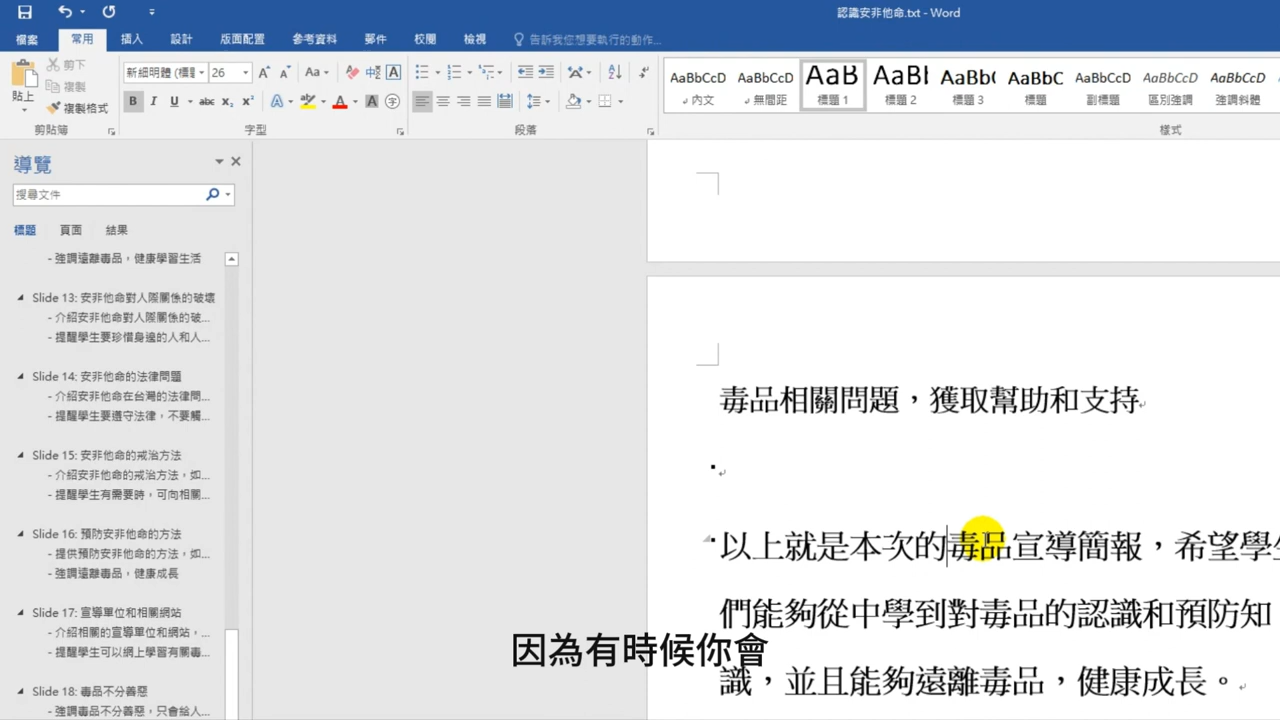 認識安非他命.txt - Word
檔案 常用 插入 設計 版面配置 參考資料 郵件 校閱 檢視 告訴我您想要執行的動作...
貼上 剪下 複製 複製格式
新細明體 (標題 26
AaBbCcD AaBbCcD AaB AaBb AaBb( AaBbC AaBbCcD AaBbCcD AaBbCcD
內文 無間距 標題 1 標題 2 標題 3 標題 副標題 區別強調 強調斜體
剪貼簿 字型 段落 樣式
導覽
搜尋文件
標題 頁面 結果
- 強調遠離毒品，健康學習生活
Slide 13: 安非他命對人際關係的破壞
- 介紹安非他命對人際關係的破...
- 提醒學生要珍惜身邊的人和人...
Slide 14: 安非他命的法律問題
- 介紹安非他命在台灣的法律問...
- 提醒學生要遵守法律，不要觸...
Slide 15: 安非他命的戒治方法
- 介紹安非他命的戒治方法，如...
- 提醒學生有需要時，可向相關...
Slide 16: 預防安非他命的方法
- 提供預防安非他命的方法，如...
- 強調遠離毒品，健康成長
Slide 17: 宣導單位和相關網站
- 介紹相關的宣導單位和網站，...
- 提醒學生可以網上學習有關毒...
Slide 18: 毒品不分善惡
- 強調毒品不分善惡，只會給人...
毒品相關問題，獲取幫助和支持
以上就是本次的毒品宣導簡報，希望學生
們能夠從中學到對毒品的認識和預防知
識，並且能夠遠離毒品，健康成長。
因為有時候你會